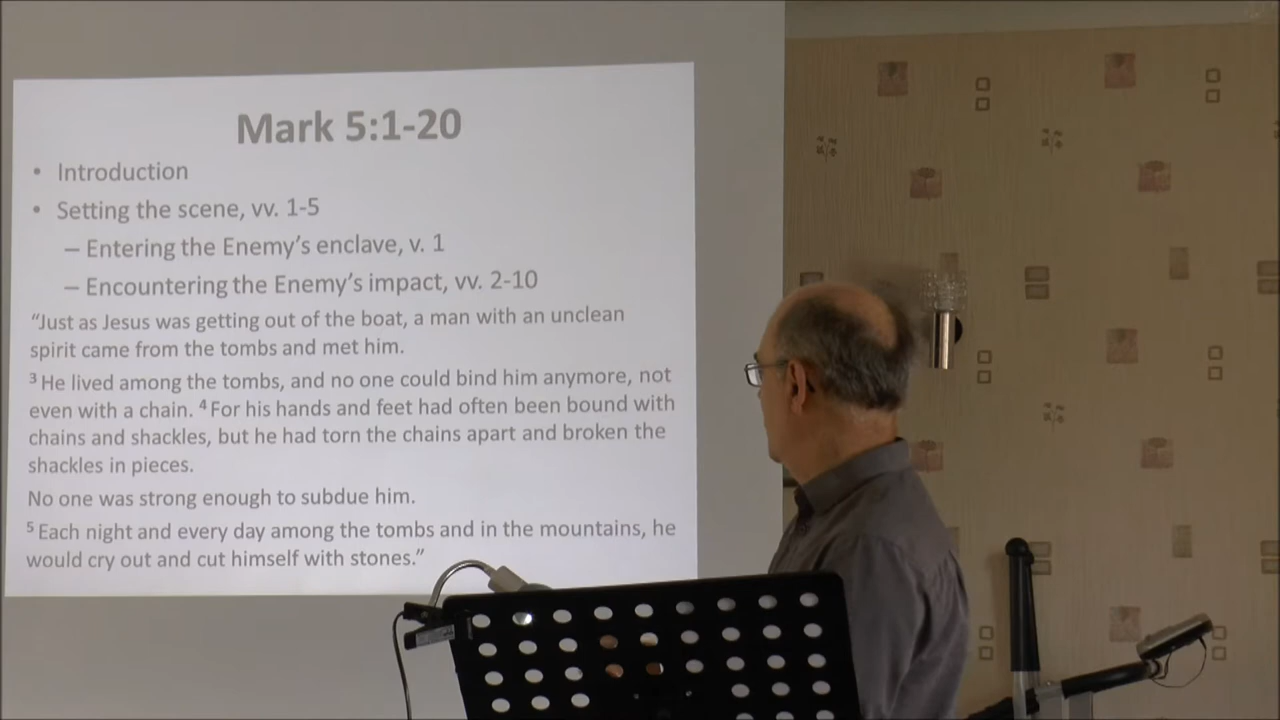 Mark 5:1-20
• Introduction
• Setting the scene, vv. 1-5
– Entering the Enemy's enclave, v. 1
– Encountering the Enemy's impact, vv. 2-10
“Just as Jesus was getting out of the boat, a man with an unclean
spirit came from the tombs and met him.
³ He lived among the tombs, and no one could bind him anymore, not
even with a chain. ⁴ For his hands and feet had often been bound with
chains and shackles, but he had torn the chains apart and broken the
shackles in pieces.
No one was strong enough to subdue him.
⁵ Each night and every day among the tombs and in the mountains, he
would cry out and cut himself with stones.”